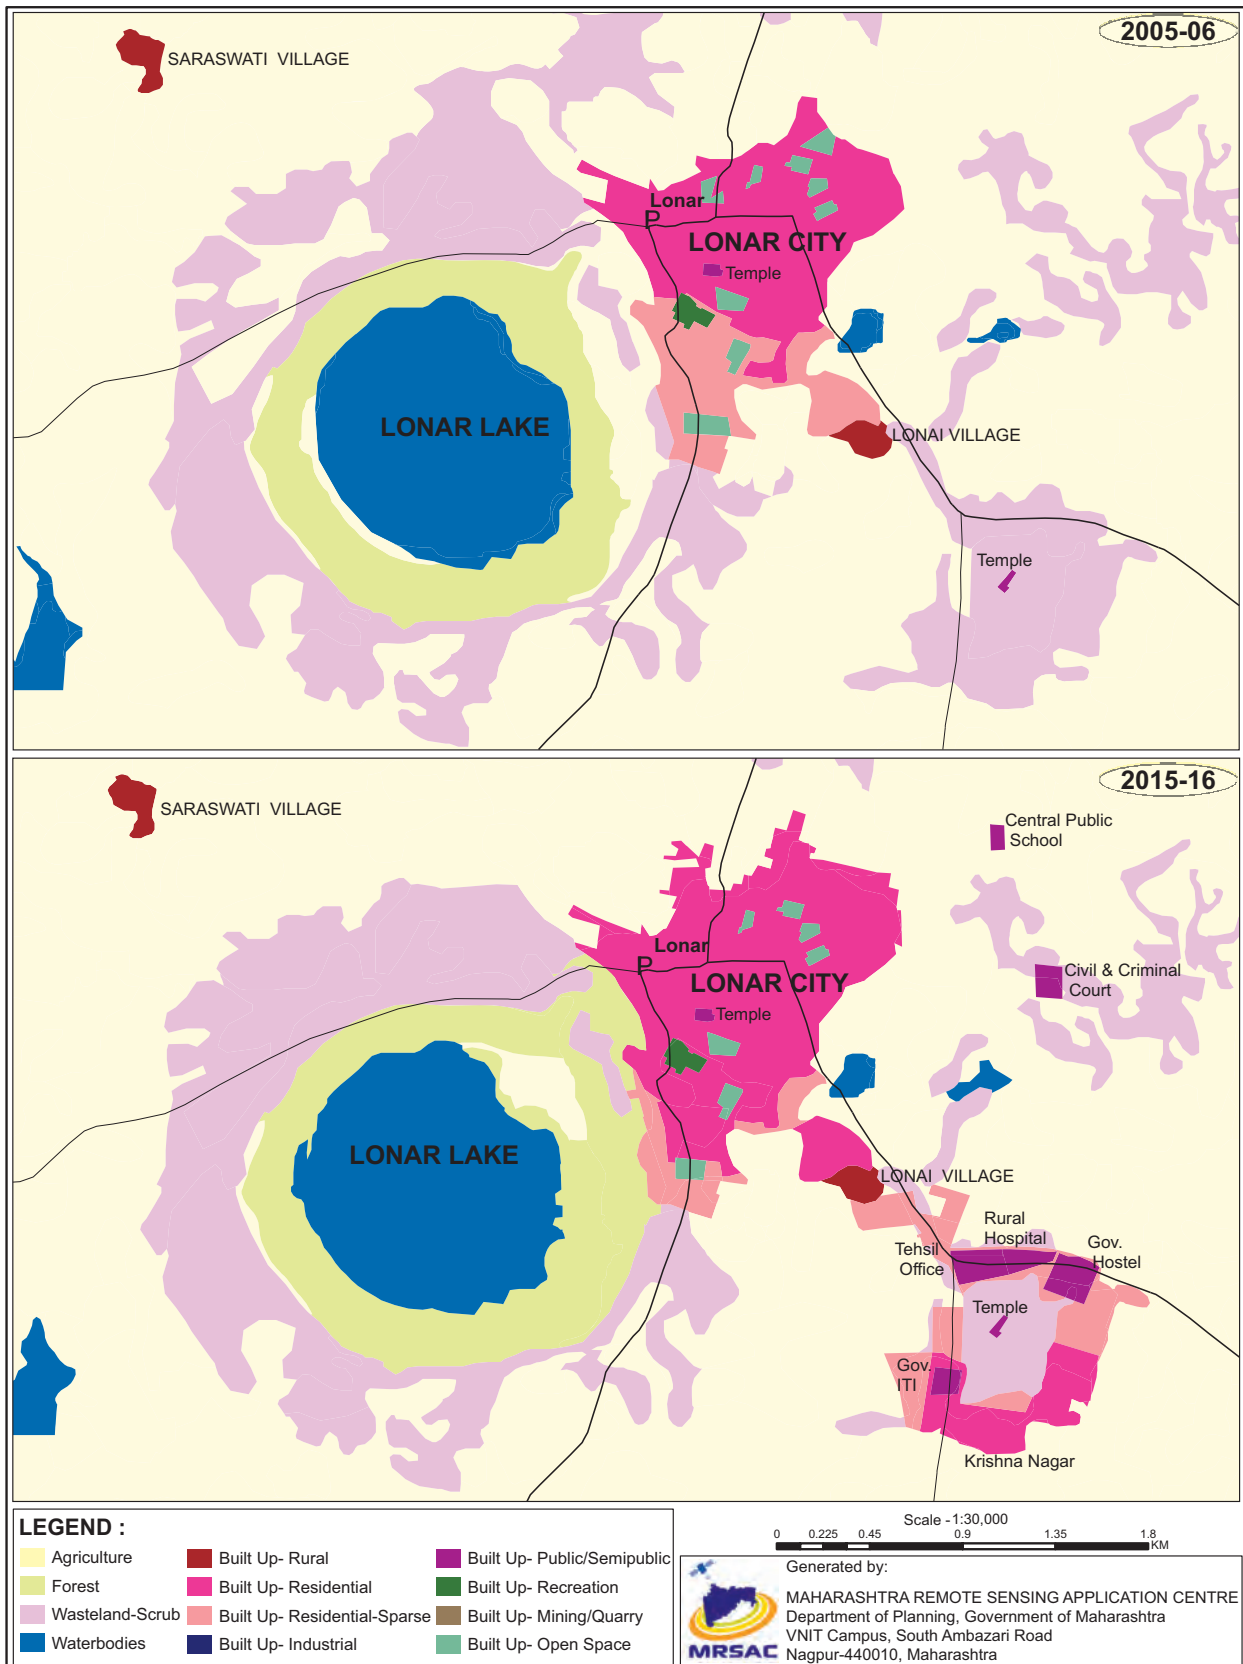 2005-06
SARASWATI VILLAGE
Lonar
P
LONAR CITY
Temple
LONAR LAKE
LONAI VILLAGE
Temple
2015-16
SARASWATI VILLAGE
Central Public
School
Lonar
P
Civil & Criminal
Court
LONAR CITY
Temple
LONAR LAKE
LONAI VILLAGE
Rural
Hospital
Tehsil
Office
Gov.
Hostel
Temple
Gov.
ITI
Krishna Nagar
LEGEND :
Agriculture
Forest
Wasteland-Scrub
Waterbodies
Built Up- Rural
Built Up- Residential
Built Up- Residential-Sparse
Built Up- Industrial
Built Up- Public/Semipublic
Built Up- Recreation
Built Up- Mining/Quarry
Built Up- Open Space
Scale -1:30,000
0 0.225 0.45 0.9 1.35 1.8
KM
MRSAC
Generated by:
MAHARASHTRA REMOTE SENSING APPLICATION CENTRE
Department of Planning, Government of Maharashtra
VNIT Campus, South Ambazari Road
Nagpur-440010, Maharashtra